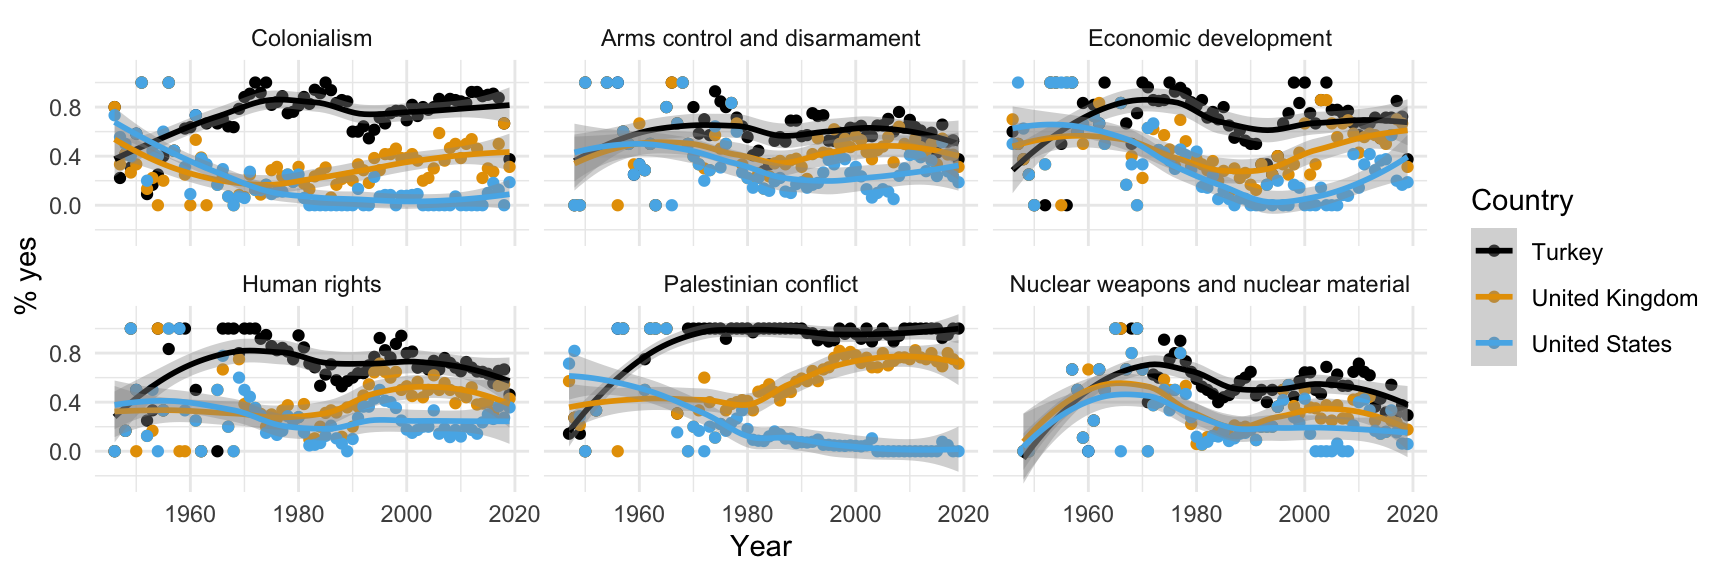 Colonialism
Arms control and disarmament
Economic development
0.8
0.4
0.0
% yes
Human rights
Palestinian conflict
Nuclear weapons and nuclear material
0.8
0.4
0.0
1960 1980 2000 2020
1960 1980 2000 2020
1960 1980 2000 2020
Year
Country
Turkey
United Kingdom
United States